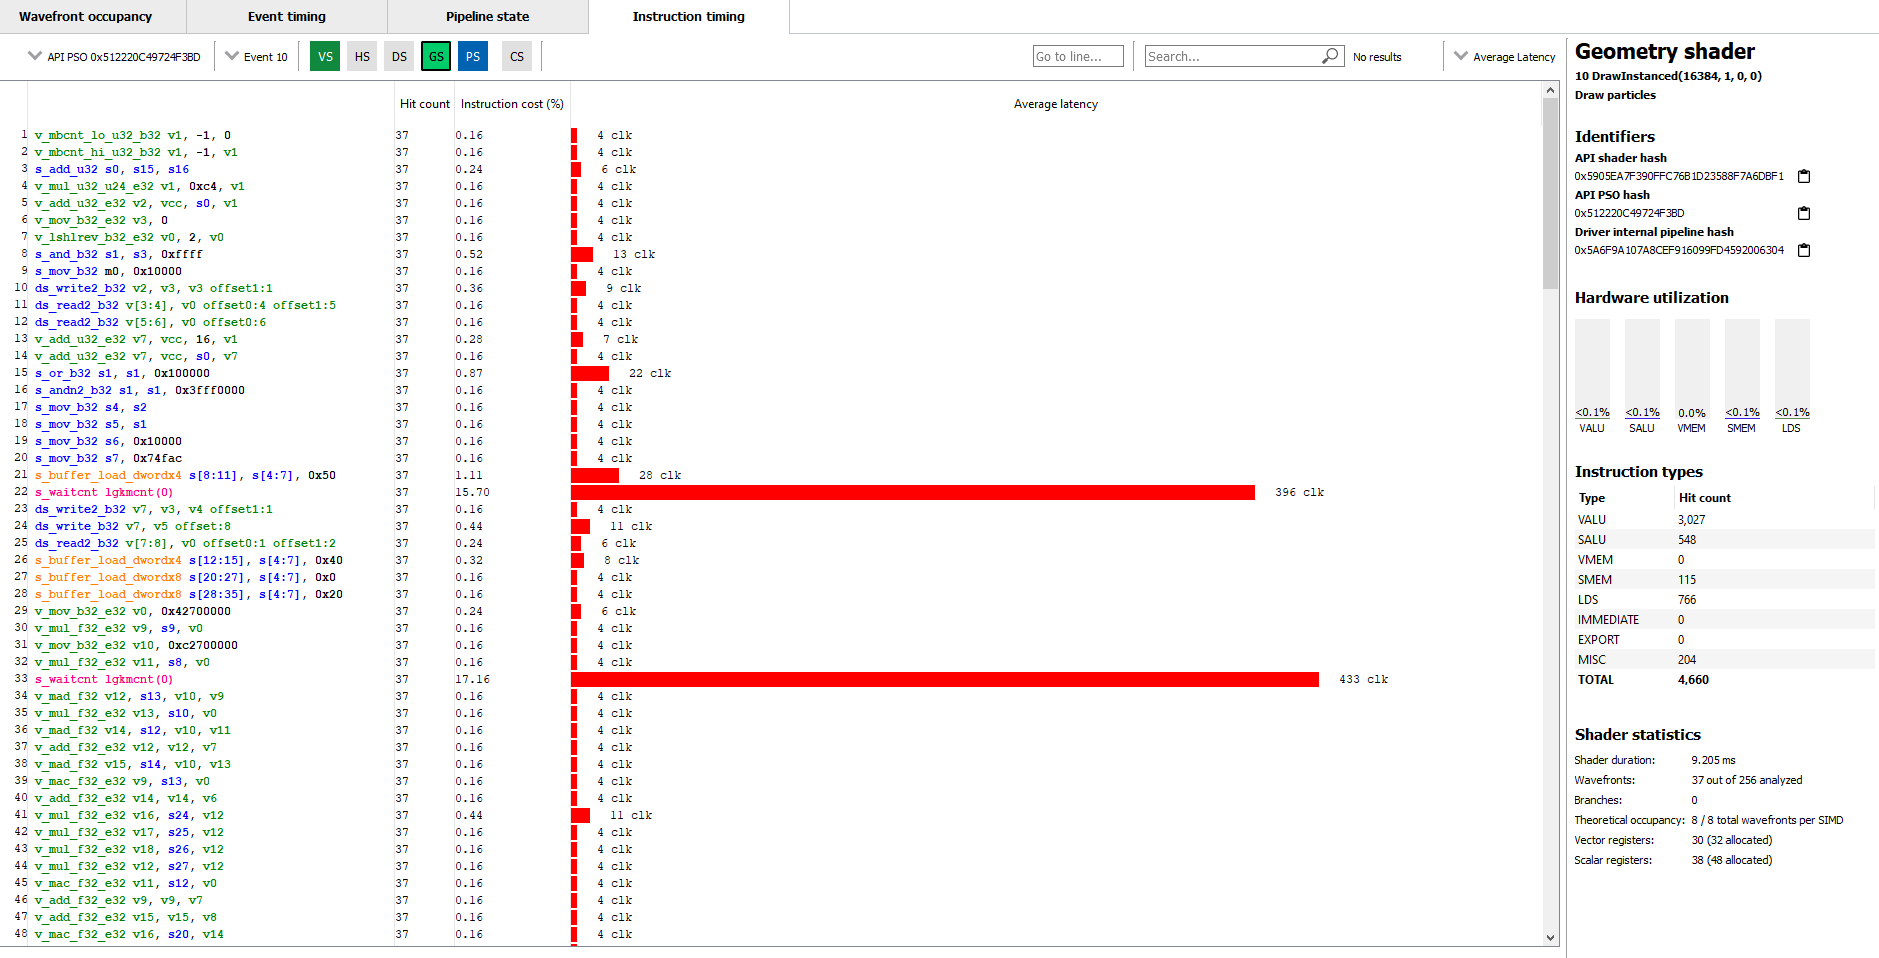 Wavefront occupancy Event timing Pipeline state Instruction timing
API PSO 0x512220C49724F3BD Event 10 VS HS DS GS PS CS Go to line... Search... No results Average Latency
Hit count Instruction cost (%) Average latency
1 v_mbcnt_lo_u32_b32 v1, -1, 0 37 0.16 4 clk
2 v_mbcnt_hi_u32_b32 v1, -1, v1 37 0.16 4 clk
3 s_add_u32 s0, s15, s16 37 0.24 6 clk
4 v_mul_u32_u24_e32 v1, 0xc4, v1 37 0.16 4 clk
5 v_add_u32_e32 v2, vcc, s0, v1 37 0.16 4 clk
6 v_mov_b32_e32 v3, 0 37 0.16 4 clk
7 v_lshlrev_b32_e32 v0, 2, v0 37 0.16 4 clk
8 s_and_b32 s1, s3, 0xffff 37 0.52 13 clk
9 s_mov_b32 m0, 0x10000 37 0.16 4 clk
10 ds_write2_b32 v2, v3, v3 offset1:1 37 0.36 9 clk
11 ds_read2_b32 v[3:4], v0 offset0:4 offset1:5 37 0.16 4 clk
12 ds_read2_b32 v[5:6], v0 offset0:6 37 0.16 4 clk
13 v_add_u32_e32 v7, vcc, 16, v1 37 0.28 7 clk
14 v_add_u32_e32 v7, vcc, s0, v7 37 0.16 4 clk
15 s_or_b32 s1, s1, 0x100000 37 0.87 22 clk
16 s_andn2_b32 s1, s1, 0x3fff0000 37 0.16 4 clk
17 s_mov_b32 s4, s2 37 0.16 4 clk
18 s_mov_b32 s5, s1 37 0.16 4 clk
19 s_mov_b32 s6, 0x10000 37 0.16 4 clk
20 s_mov_b32 s7, 0x74fac 37 0.16 4 clk
21 s_buffer_load_dwordx4 s[8:11], s[4:7], 0x50 37 1.11 28 clk
22 s_waitcnt lgkmcnt(0) 37 15.70 396 clk
23 ds_write2_b32 v7, v3, v4 offset1:1 37 0.16 4 clk
24 ds_write_b32 v7, v5 offset:8 37 0.44 11 clk
25 ds_read2_b32 v[7:8], v0 offset0:1 offset1:2 37 0.24 6 clk
26 s_buffer_load_dwordx4 s[12:15], s[4:7], 0x40 37 0.32 8 clk
27 s_buffer_load_dwordx8 s[20:27], s[4:7], 0x0 37 0.16 4 clk
28 s_buffer_load_dwordx8 s[28:35], s[4:7], 0x20 37 0.16 4 clk
29 v_mov_b32_e32 v0, 0x42700000 37 0.24 6 clk
30 v_mul_f32_e32 v9, s9, v0 37 0.16 4 clk
31 v_mov_b32_e32 v10, 0xc2700000 37 0.16 4 clk
32 v_mul_f32_e32 v11, s8, v0 37 0.16 4 clk
33 s_waitcnt lgkmcnt(0) 37 17.16 433 clk
34 v_mad_f32 v12, s13, v10, v9 37 0.16 4 clk
35 v_mul_f32_e32 v13, s10, v0 37 0.16 4 clk
36 v_mad_f32 v14, s12, v10, v11 37 0.16 4 clk
37 v_add_f32_e32 v12, v12, v7 37 0.16 4 clk
38 v_mad_f32 v15, s14, v10, v13 37 0.16 4 clk
39 v_mac_f32_e32 v9, s13, v0 37 0.16 4 clk
40 v_add_f32_e32 v14, v14, v6 37 0.16 4 clk
41 v_mul_f32_e32 v16, s24, v12 37 0.44 11 clk
42 v_mul_f32_e32 v17, s25, v12 37 0.16 4 clk
43 v_mul_f32_e32 v18, s26, v12 37 0.16 4 clk
44 v_mul_f32_e32 v12, s27, v12 37 0.16 4 clk
45 v_mac_f32_e32 v11, s12, v0 37 0.16 4 clk
46 v_add_f32_e32 v9, v9, v7 37 0.16 4 clk
47 v_add_f32_e32 v15, v15, v8 37 0.16 4 clk
48 v_mac_f32_e32 v16, s20, v14 37 0.16 4 clk
Geometry shader
10 DrawInstanced(16384, 1, 0, 0)
Draw particles
Identifiers
API shader hash
0x5905EA7F390FFC76B1D23588F7A6DBF1
API PSO hash
0x512220C49724F3BD
Driver internal pipeline hash
0x5A6F9A107A8CEF916099FD4592006304
Hardware utilization
<0.1% <0.1% 0.0% <0.1% <0.1%
VALU SALU VMEM SMEM LDS
Instruction types
Type Hit count
VALU 3,027
SALU 548
VMEM 0
SMEM 115
LDS 766
IMMEDIATE 0
EXPORT 0
MISC 204
TOTAL 4,660
Shader statistics
Shader duration: 9.205 ms
Wavefronts: 37 out of 256 analyzed
Branches: 0
Theoretical occupancy: 8 / 8 total wavefronts per SIMD
Vector registers: 30 (32 allocated)
Scalar registers: 38 (48 allocated)